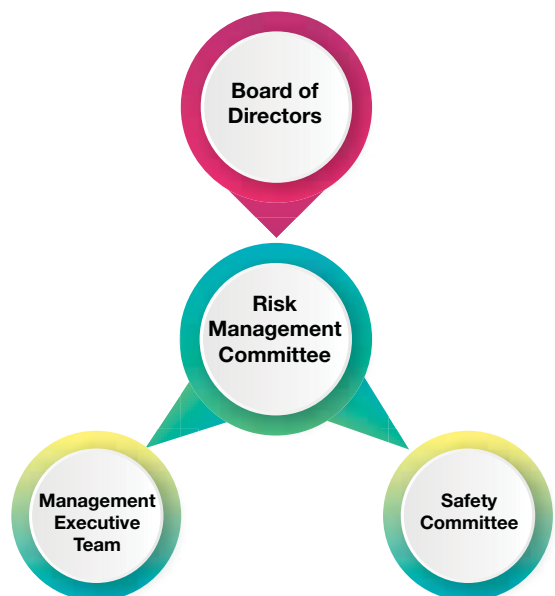 Board of
Directors
Risk
Management
Committee
Management
Executive
Team
Safety
Committee